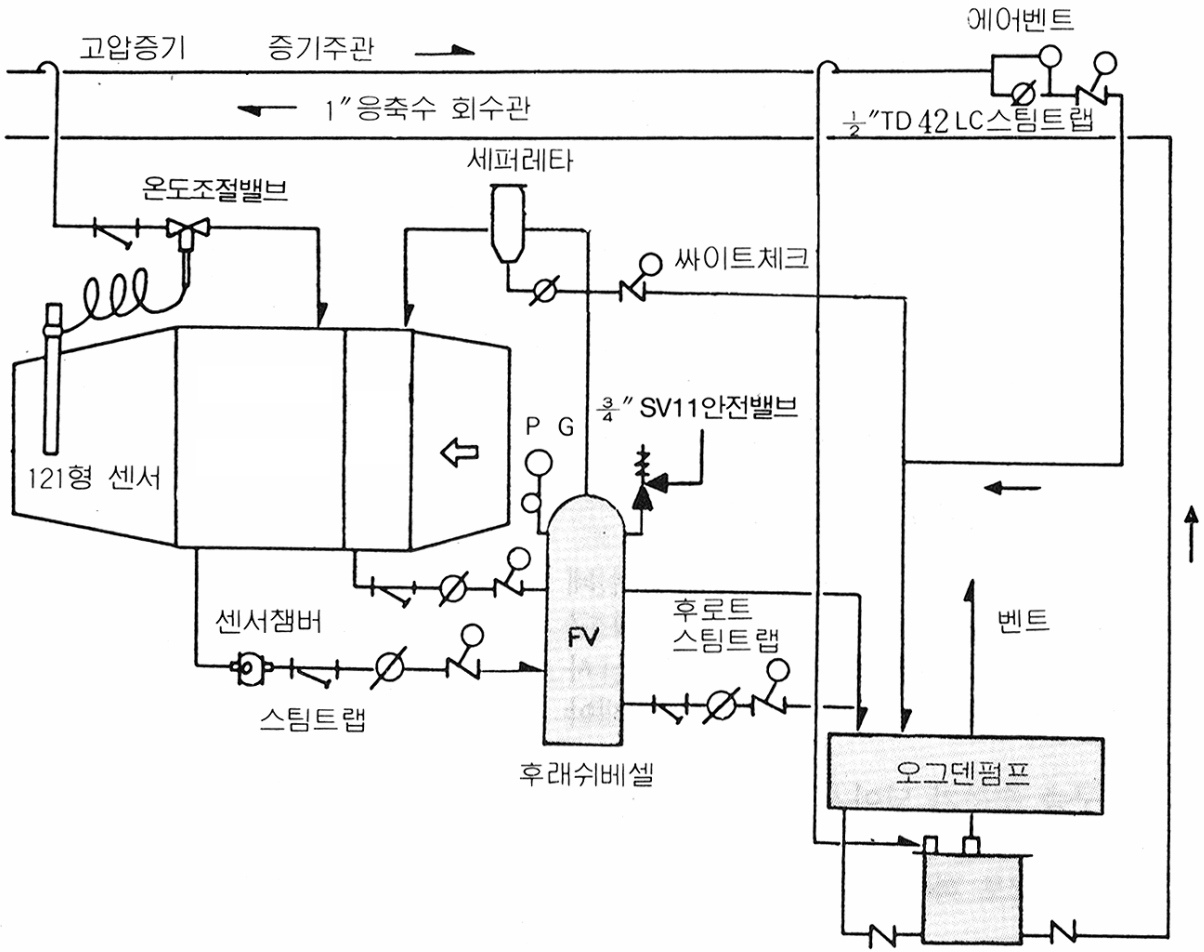 에어벤트
고압증기 증기주관
1″응축수 회수관
½″TD 42 LC스팀트랩
세퍼레타
온도조절밸브
싸이트체크
¾″ SV11안전밸브
P G
121형 센서
후로트
스팀트랩
벤트
센서챔버
FV
스팀트랩
후래쉬베셀
오그덴펌프